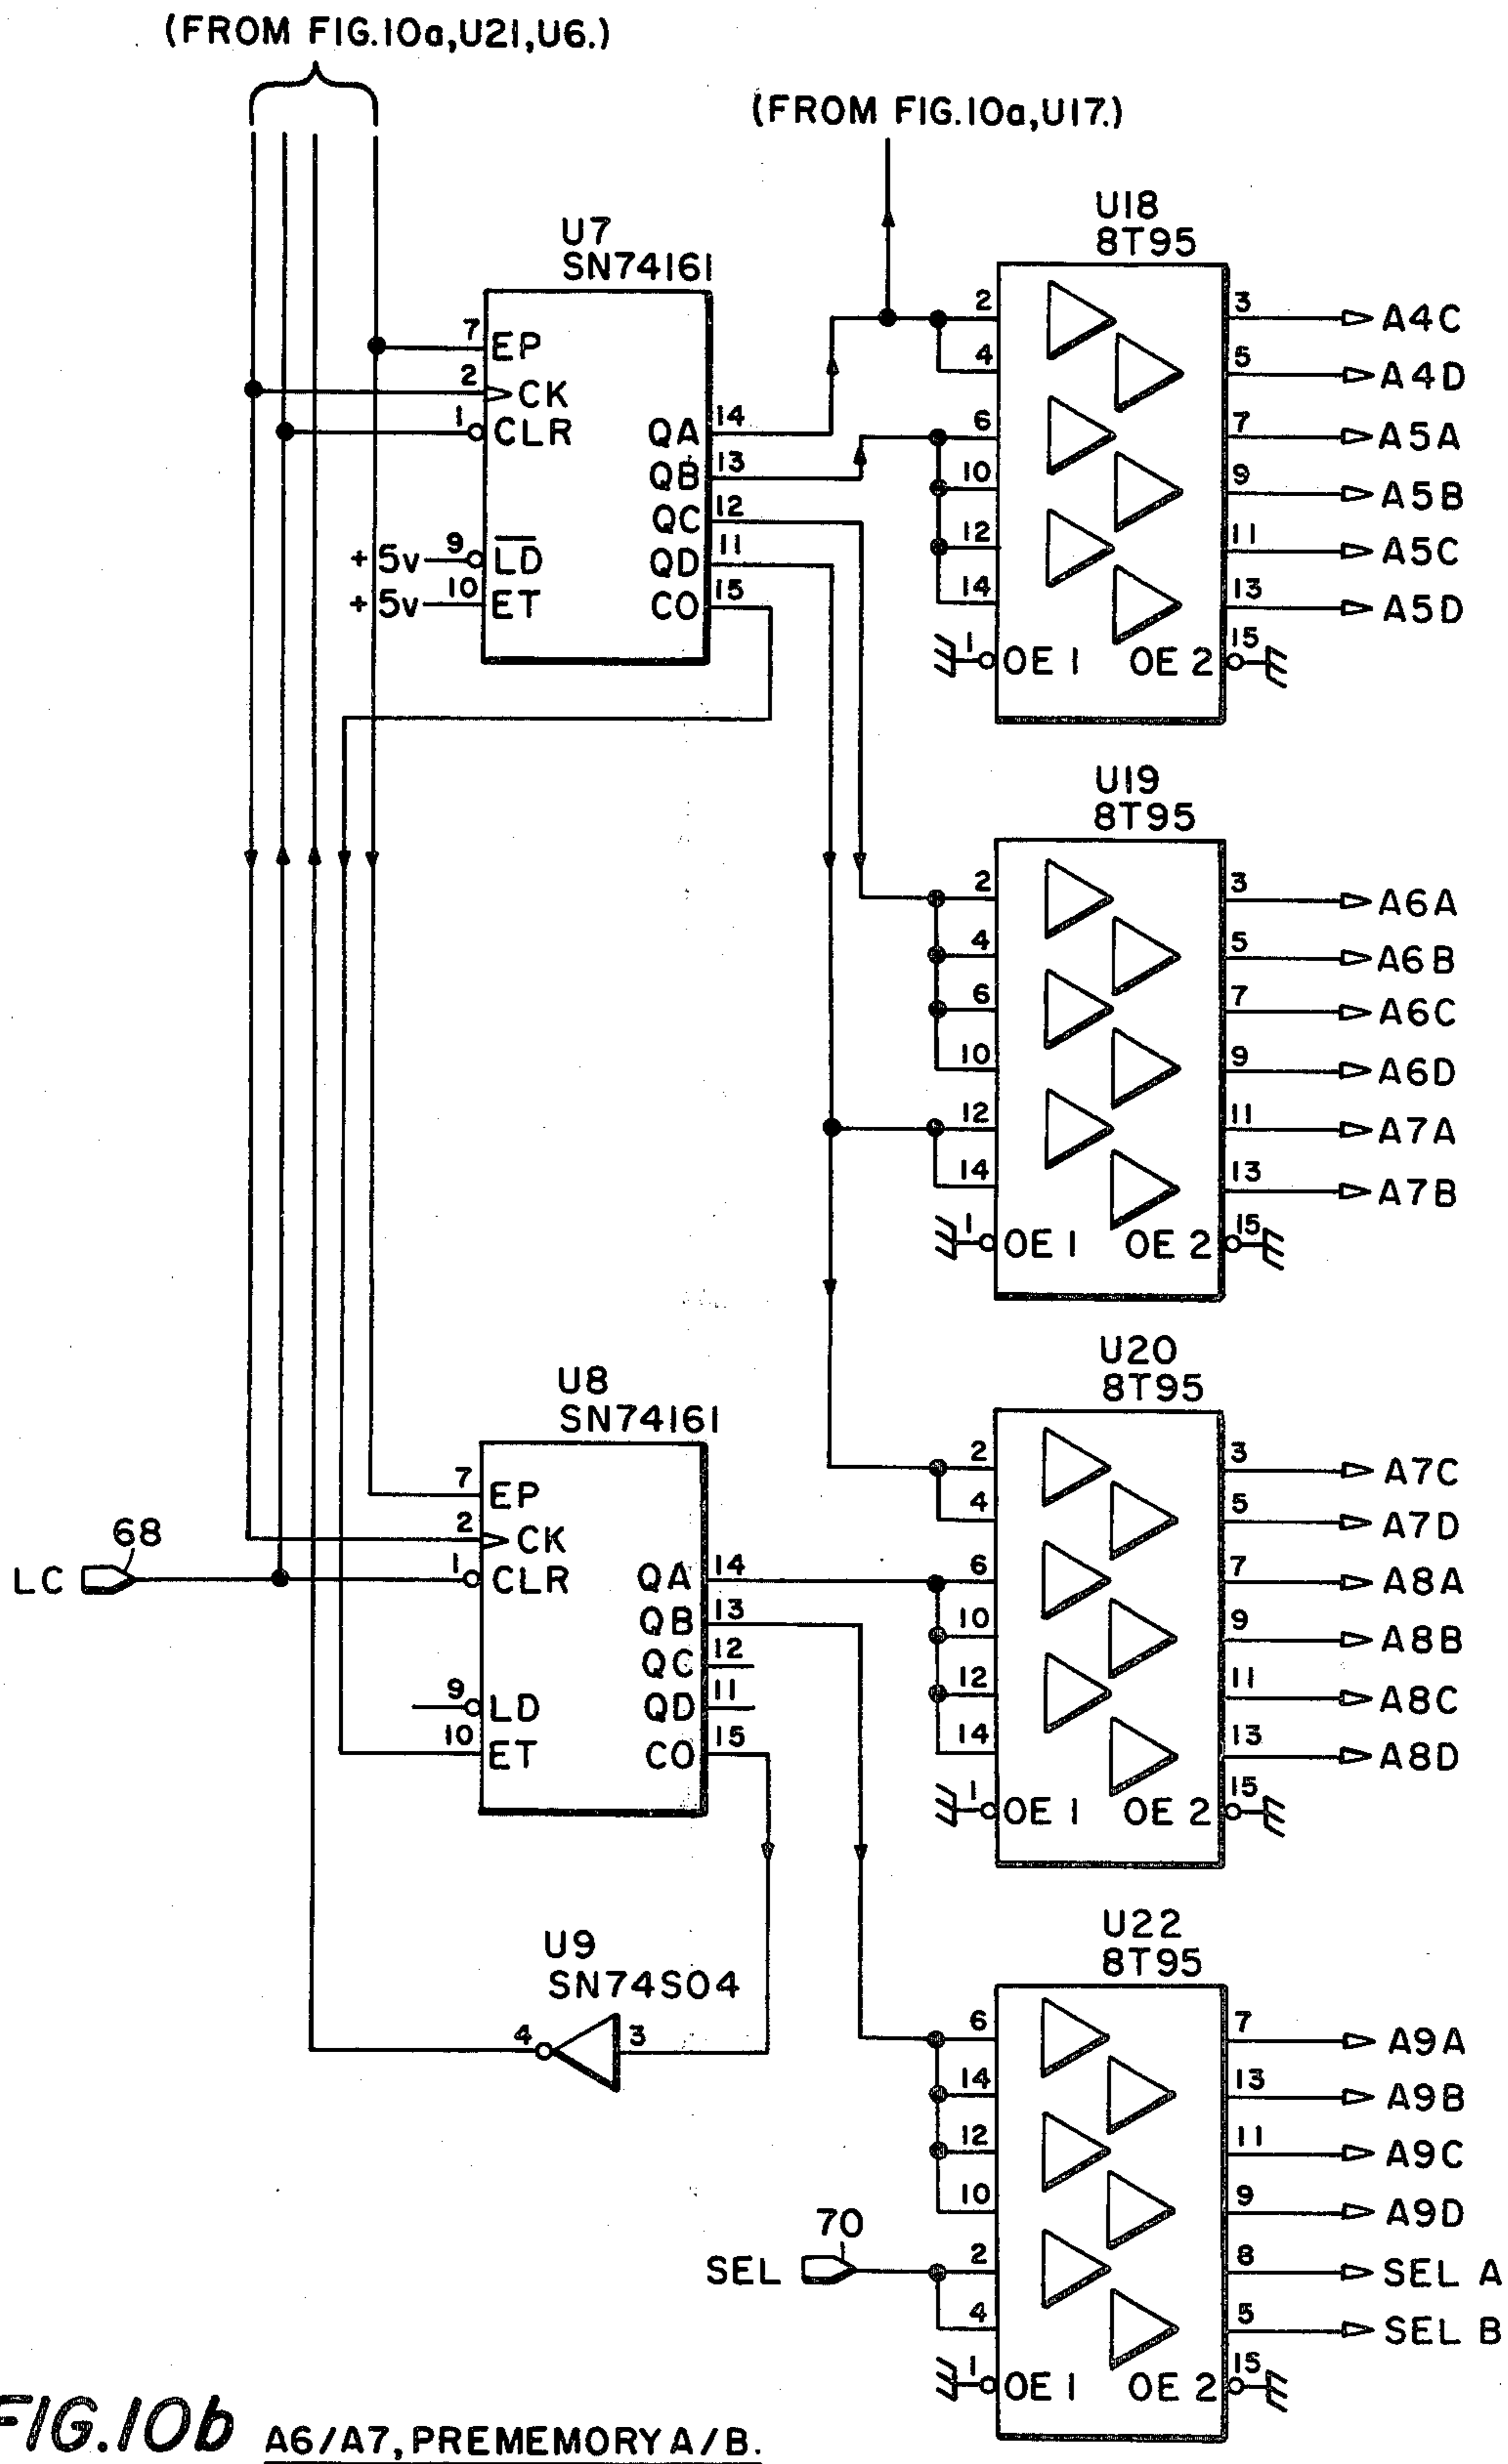 (FROM FIG.10a,U21,U6.)
(FROM FIG.10a,U17.)
U7
SN74161
7 EP
2 CK
1 CLR
+5v 9 LD
+5v 10 ET
QA 14
QB 13
QC 12
QD 11
CO 15
U18
8T95
2 3 A4C
4 5 A4D
6 7 A5A
10 9 A5B
12 11 A5C
14 13 A5D
1 OE 1 OE 2 15
U19
8T95
2 3 A6A
4 5 A6B
6 7 A6C
10 9 A6D
12 11 A7A
14 13 A7B
1 OE 1 OE 2 15
U8
SN74161
7 EP
2 CK
LC 68 1 CLR
9 LD
10 ET
QA 14
QB 13
QC 12
QD 11
CO 15
U20
8T95
2 3 A7C
4 5 A7D
6 7 A8A
10 9 A8B
12 11 A8C
14 13 A8D
1 OE 1 OE 2 15
U9
SN74S04
4 3
U22
8T95
6 7 A9A
14 13 A9B
12 11 A9C
10 9 A9D
SEL 70 2 8 SEL A
4 5 SEL B
1 OE 1 OE 2 15
FIG.10b A6/A7, PREMEMORY A/B.